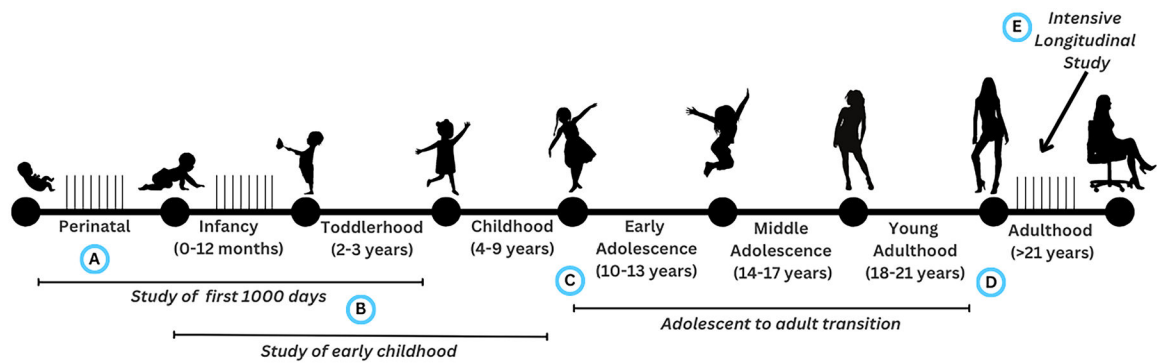 E
Intensive
Longitudinal
Study
Perinatal
Infancy
(0-12 months)
Toddlerhood
(2-3 years)
Childhood
(4-9 years)
Early
Adolescence
(10-13 years)
Middle
Adolescence
(14-17 years)
Young
Adulthood
(18-21 years)
Adulthood
(>21 years)
A
Study of first 1000 days
B
Study of early childhood
C
Adolescent to adult transition
D